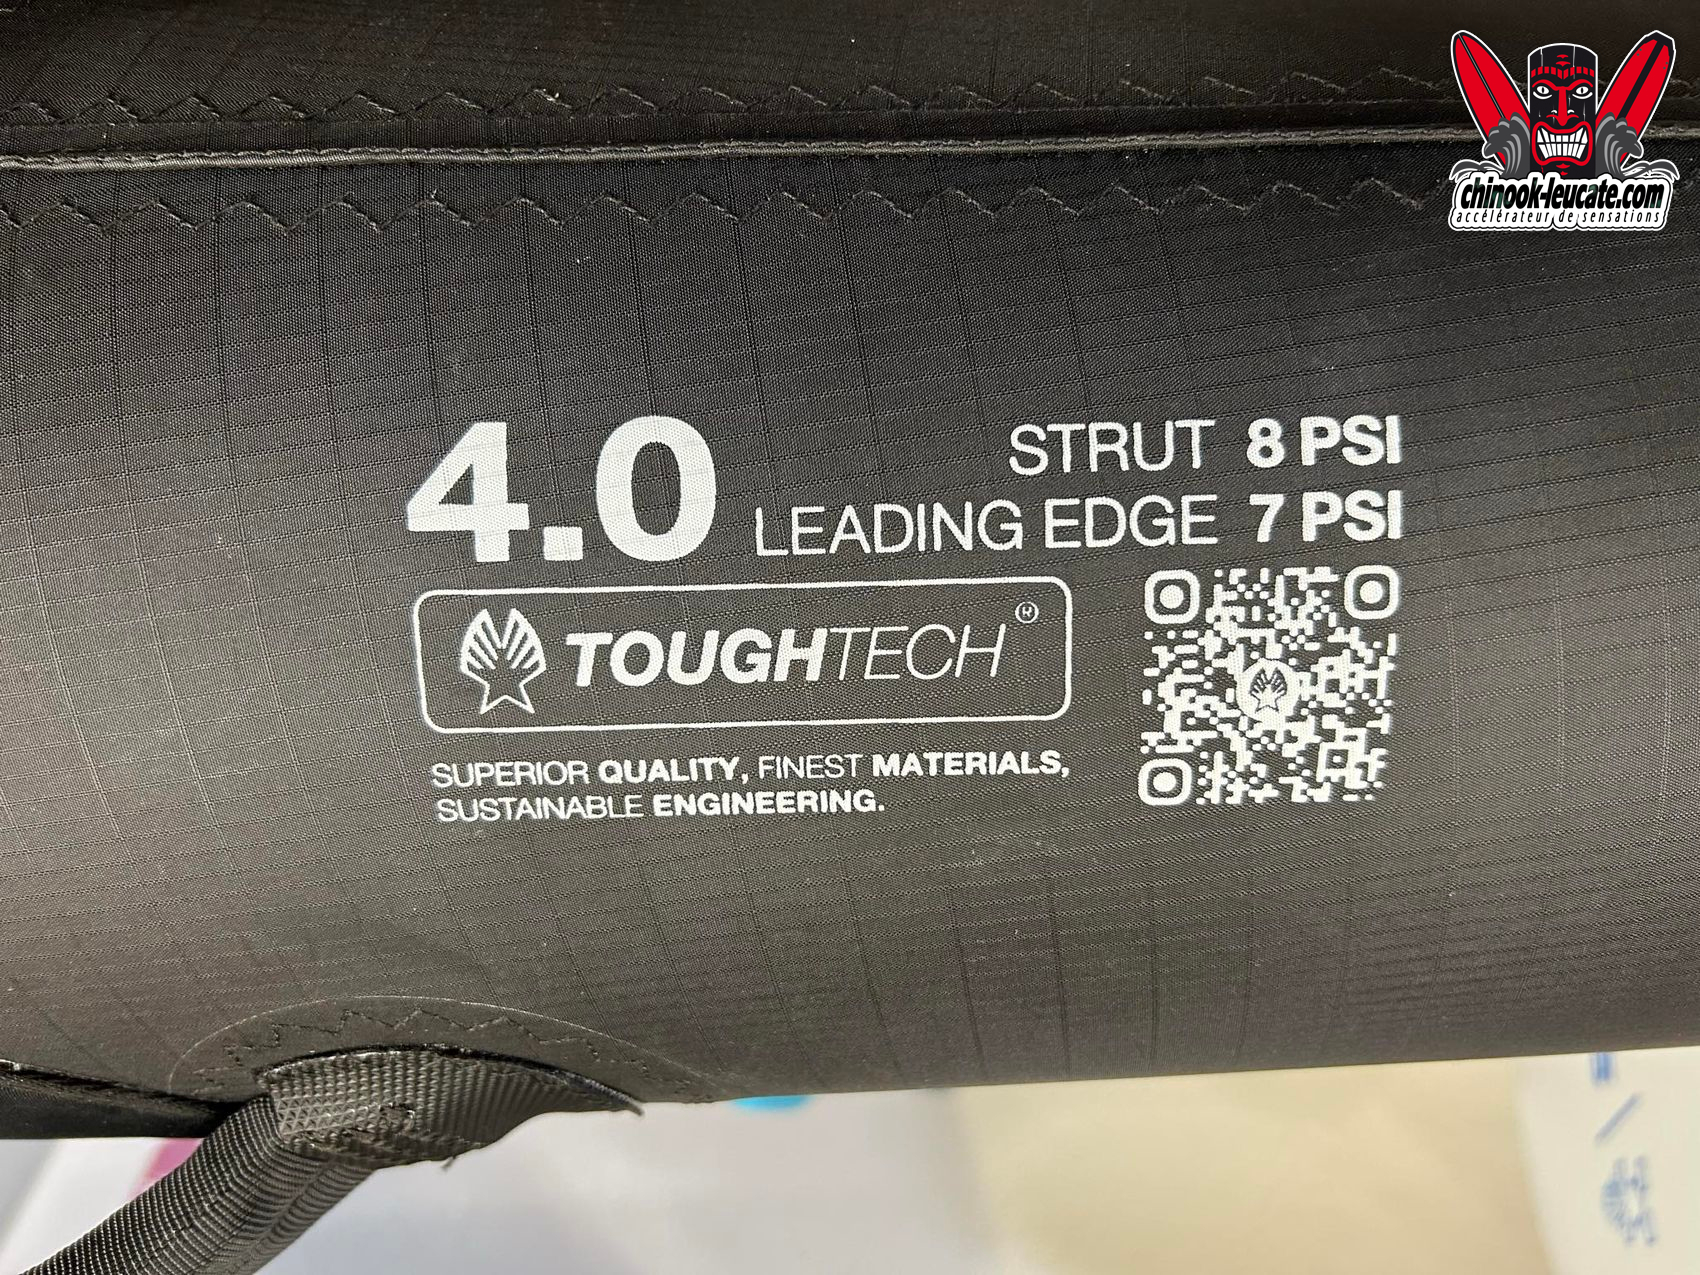 chinook-leucate.com
accélérateur de sensations
4.0
STRUT 8 PSI
LEADING EDGE 7 PSI
TOUGHTECH®
SUPERIOR QUALITY, FINEST MATERIALS,
SUSTAINABLE ENGINEERING.